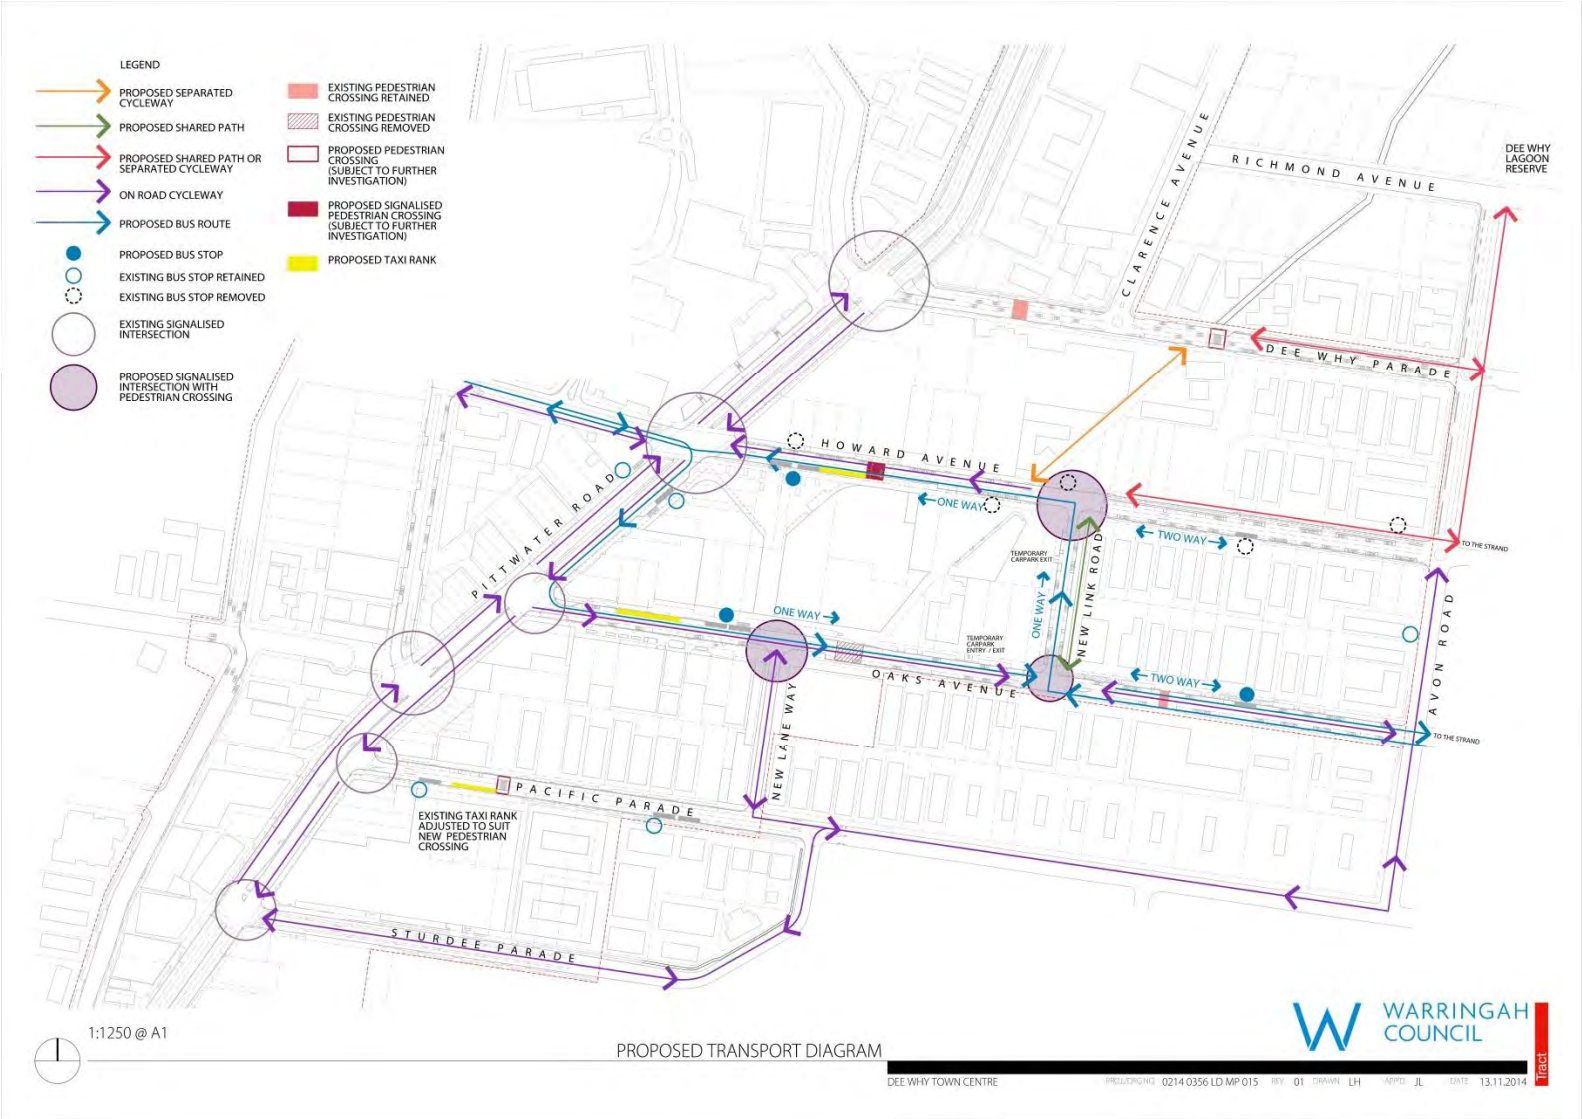 LEGEND
PROPOSED SEPARATED
CYCLEWAY
PROPOSED SHARED PATH
PROPOSED SHARED PATH OR
SEPARATED CYCLEWAY
ON ROAD CYCLEWAY
PROPOSED BUS ROUTE
PROPOSED BUS STOP
EXISTING BUS STOP RETAINED
EXISTING BUS STOP REMOVED
EXISTING SIGNALISED
INTERSECTION
PROPOSED SIGNALISED
INTERSECTION WITH
PEDESTRIAN CROSSING
EXISTING PEDESTRIAN
CROSSING RETAINED
EXISTING PEDESTRIAN
CROSSING REMOVED
PROPOSED PEDESTRIAN
CROSSING
(SUBJECT TO FURTHER
INVESTIGATION)
PROPOSED SIGNALISED
PEDESTRIAN CROSSING
(SUBJECT TO FURTHER
INVESTIGATION)
PROPOSED TAXI RANK
CLARENCE AVENUE
RICHMOND AVENUE
DEE WHY
LAGOON
RESERVE
DEE WHY PARADE
HOWARD AVENUE
PITTWATER ROAD
ONE WAY
TWO WAY
TO THE STRAND
TEMPORARY
CARPARK EXIT
ONE WAY
NEW LINK ROAD
ONE WAY
TEMPORARY
CARPARK
ENTRY / EXIT
OAKS AVENUE
TWO WAY
AVON ROAD
TO THE STRAND
NEW LANE WAY
PACIFIC PARADE
EXISTING TAXI RANK
ADJUSTED TO SUIT
NEW PEDESTRIAN
CROSSING
STURDEE PARADE
1:1250 @ A1
PROPOSED TRANSPORT DIAGRAM
WARRINGAH
COUNCIL
Tract
DEE WHY TOWN CENTRE
PROJ/DRG NO 0214 0356 LD MP 015 REV 01 DRAWN LH APPTD JL DATE 13.11.2014